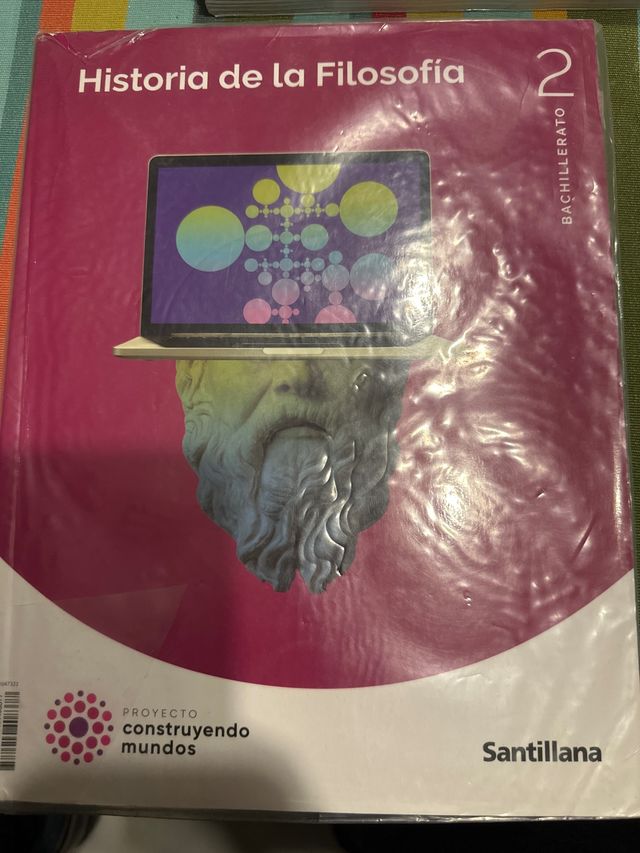 Historia de la Filosofía
2
BACHILLERATO
PROYECTO
construyendo
mundos
Santillana